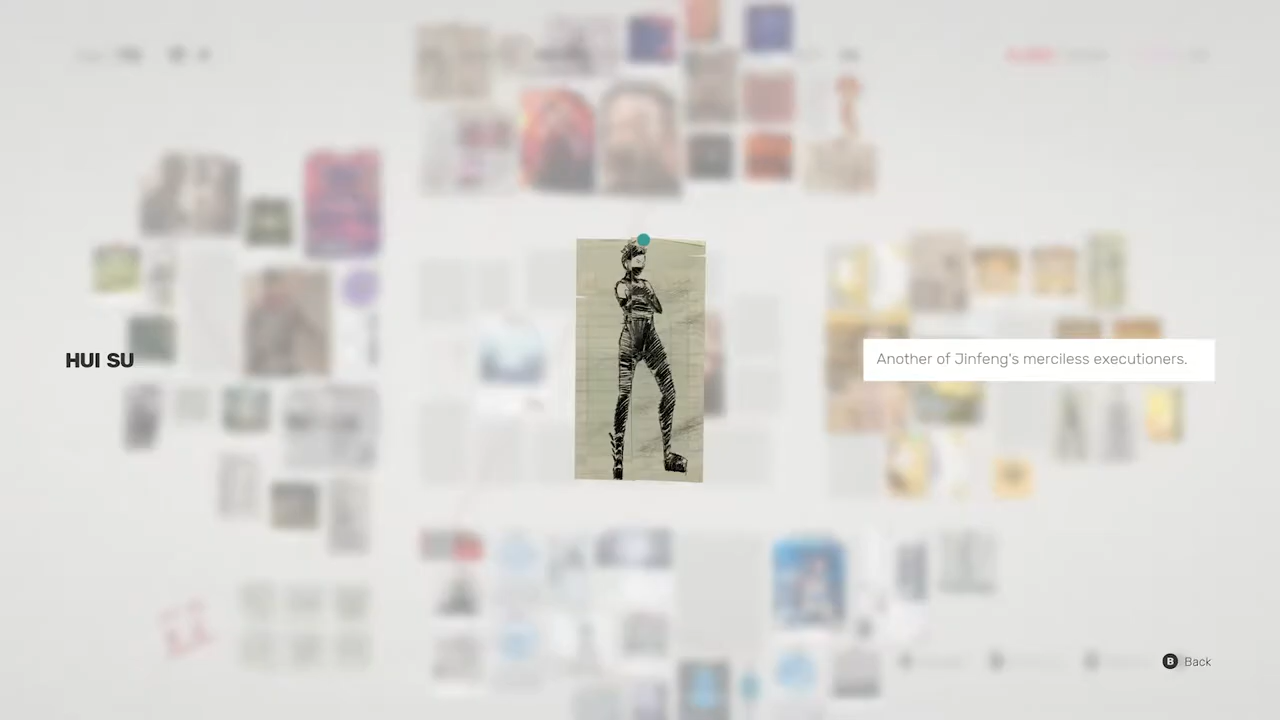 HUI SU
Another of Jinfeng's merciless executioners.
B Back